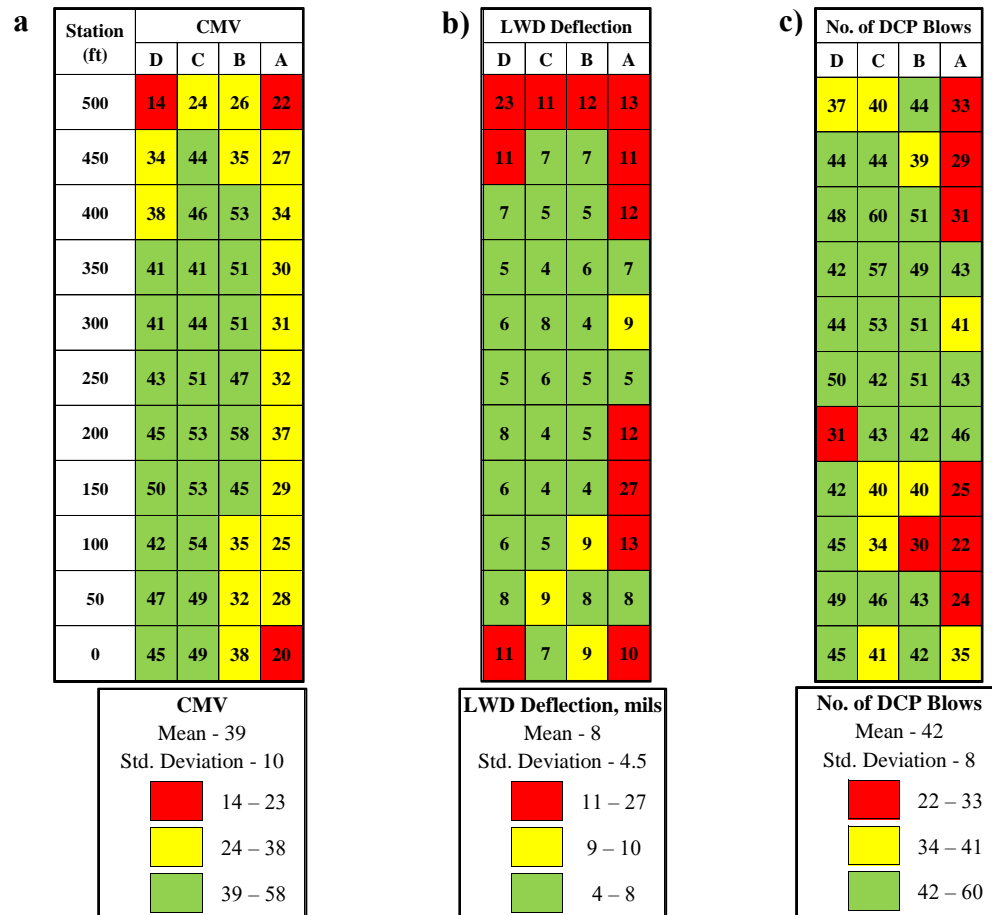 a
b)
c)
Station (ft) CMV
D C B A
500 14 24 26 22
450 34 44 35 27
400 38 46 53 34
350 41 41 51 30
300 41 44 51 31
250 43 51 47 32
200 45 53 58 37
150 50 53 45 29
100 42 54 35 25
50 47 49 32 28
0 45 49 38 20
LWD Deflection
D C B A
23 11 12 13
11 7 7 11
7 5 5 12
5 4 6 7
6 8 4 9
5 6 5 5
8 4 5 12
6 4 4 27
6 5 9 13
8 9 8 8
11 7 9 10
No. of DCP Blows
D C B A
37 40 44 33
44 44 39 29
48 60 51 31
42 57 49 43
44 53 51 41
50 42 51 43
31 43 42 46
42 40 40 25
45 34 30 22
49 46 43 24
45 41 42 35
CMV
Mean - 39
Std. Deviation - 10
14 – 23
24 – 38
39 – 58
LWD Deflection, mils
Mean - 8
Std. Deviation - 4.5
11 – 27
9 – 10
4 – 8
No. of DCP Blows
Mean - 42
Std. Deviation - 8
22 – 33
34 – 41
42 – 60